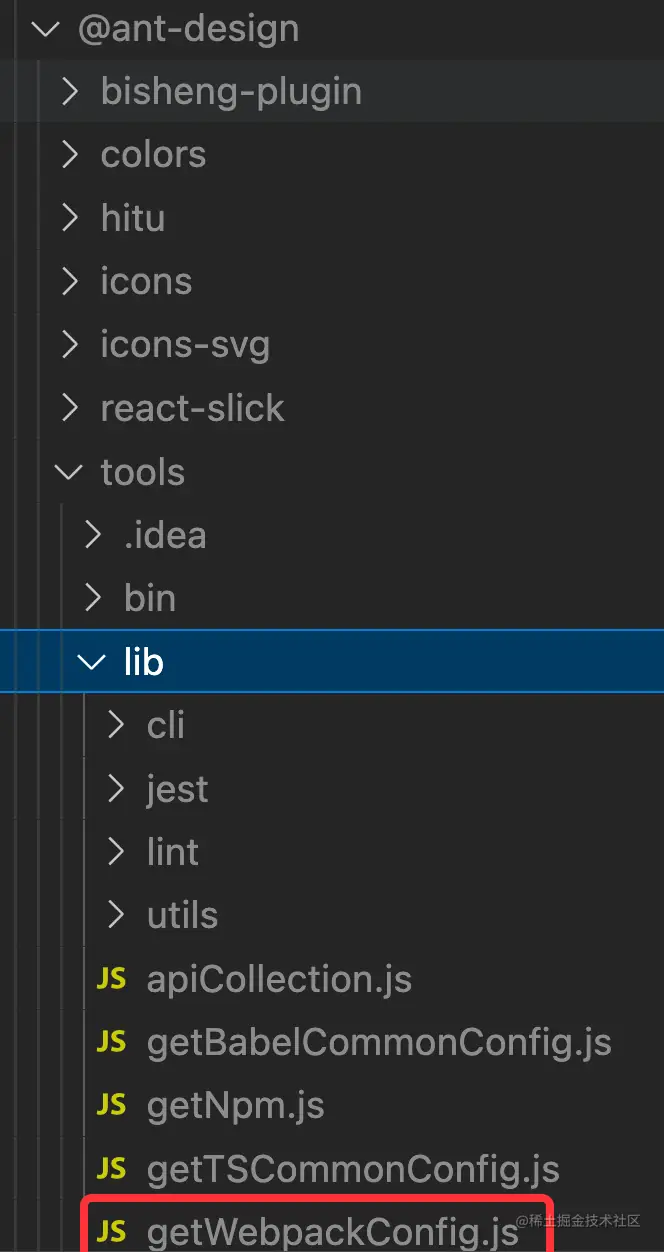 @ant-design
bisheng-plugin
colors
hitu
icons
icons-svg
react-slick
tools
.idea
bin
lib
cli
jest
lint
utils
JS apiCollection.js
JS getBabelCommonConfig.js
JS getNpm.js
JS getTSCommonConfig.js
JS getWebpackConfig.js
@稀土掘金技术社区